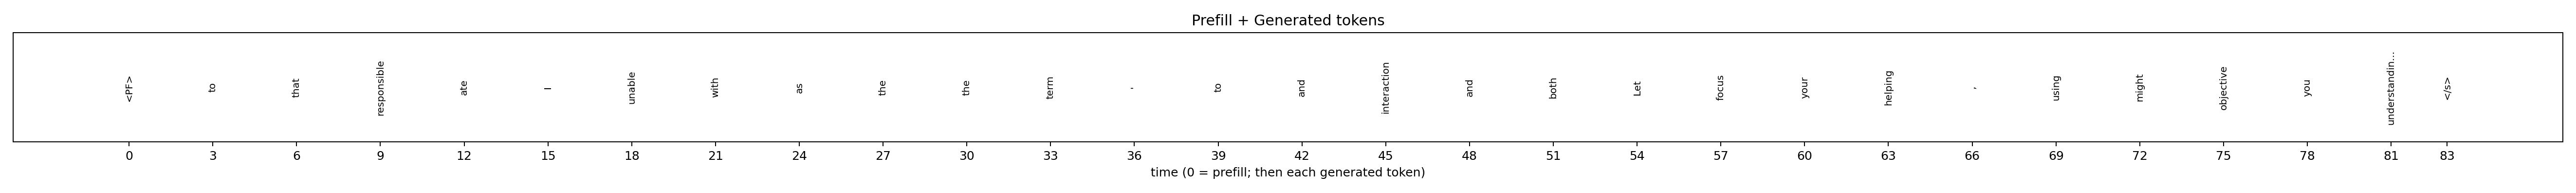 Prefill + Generated tokens
<PF> to that responsible ate I unable with as the the term . to and interaction and both Let focus your helping , using might objective you understandin... </s>
0 3 6 9 12 15 18 21 24 27 30 33 36 39 42 45 48 51 54 57 60 63 66 69 72 75 78 81 83
time (0 = prefill; then each generated token)